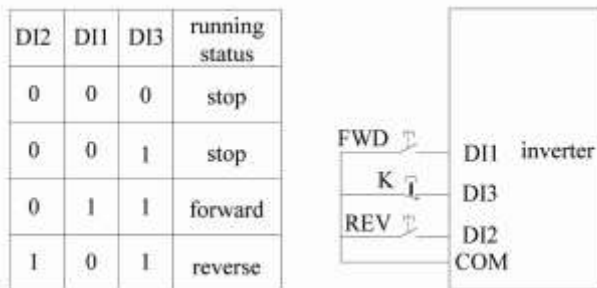 DI2 DI1 DI3 running status
0 0 0 stop
0 0 1 stop
0 1 1 forward
1 0 1 reverse
FWD DI1 inverter
K DI3
REV DI2
COM